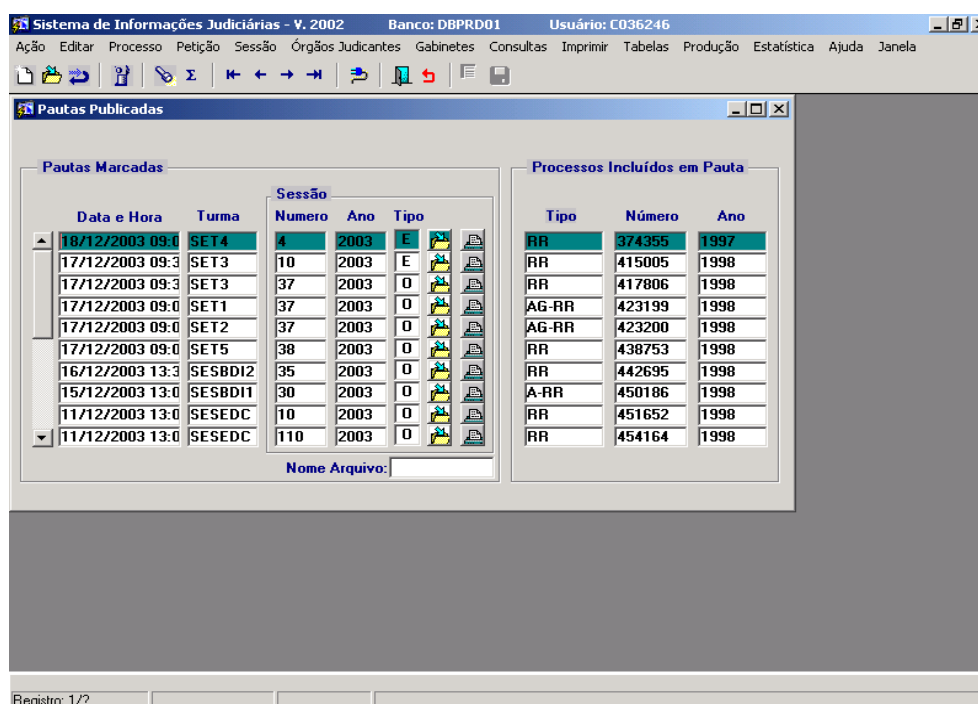 Sistema de Informações Judiciárias - V. 2002 Banco: DBPRD01 Usuário: C036246
Ação Editar Processo Petição Sessão Órgãos Judicantes Gabinetes Consultas Imprimir Tabelas Produção Estatística Ajuda Janela
Σ
Pautas Publicadas
Pautas Marcadas Processos Incluídos em Pauta
Sessão
Data e Hora Turma Numero Ano Tipo Tipo Número Ano
18/12/2003 09:0 SET4 4 2003 E RR 374355 1997
17/12/2003 09:3 SET3 10 2003 E RR 415005 1998
17/12/2003 09:3 SET3 37 2003 O RR 417806 1998
17/12/2003 09:0 SET1 37 2003 O AG-RR 423199 1998
17/12/2003 09:0 SET2 37 2003 O AG-RR 423200 1998
17/12/2003 09:0 SET5 38 2003 O RR 438753 1998
16/12/2003 13:3 SESBDI2 35 2003 O RR 442695 1998
15/12/2003 13:0 SESBDI1 30 2003 O A-RR 450186 1998
11/12/2003 13:0 SESEDC 10 2003 O RR 451652 1998
11/12/2003 13:0 SESEDC 110 2003 O RR 454164 1998
Nome Arquivo:
Registro: 1/?